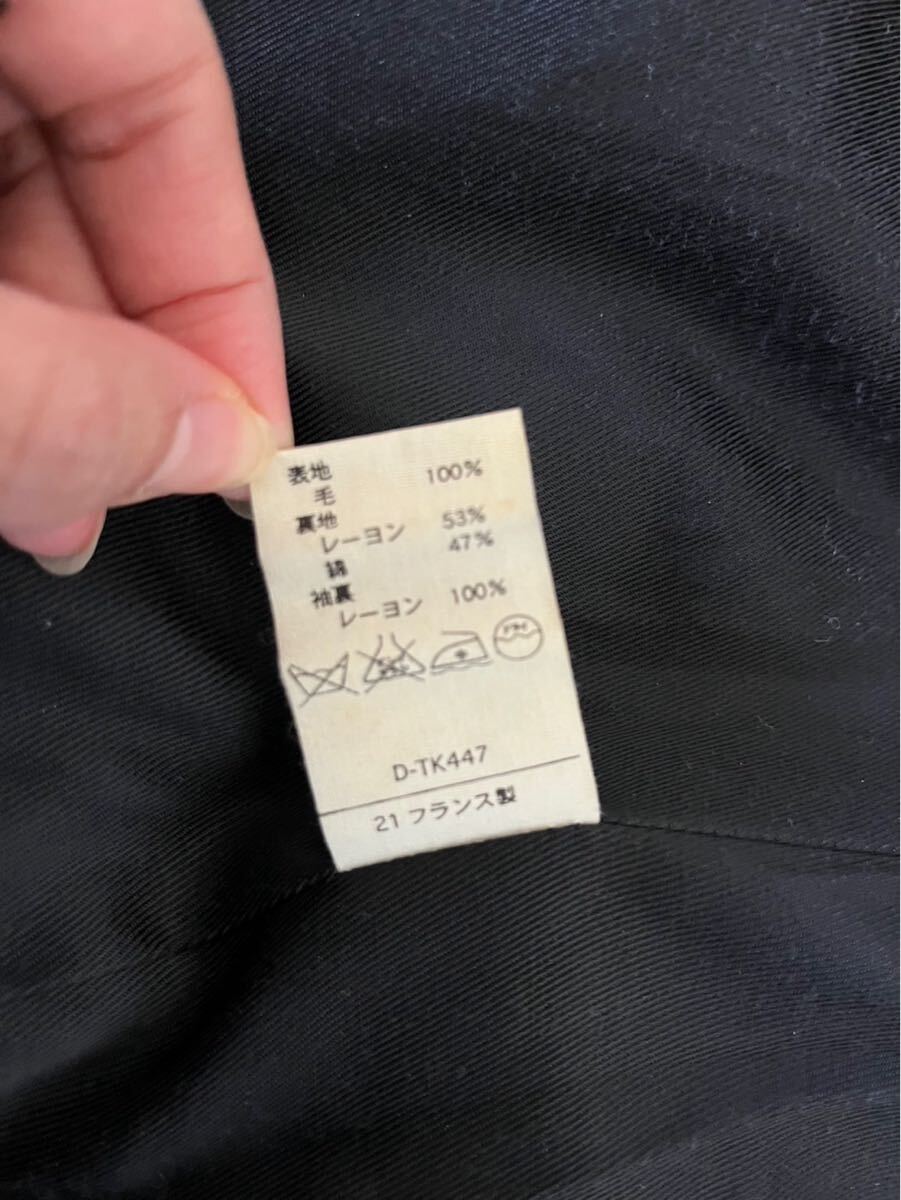 表地
毛 100%
裏地
レーヨン 53%
綿 47%
袖裏
レーヨン 100%
ドライ
D-TK447
21 フランス製